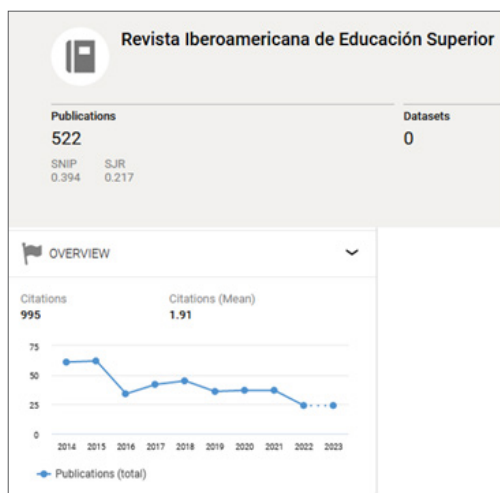 Revista Iberoamericana de Educación Superior
Publications
Datasets
522
0
SNIP
SJR
0.394
0.217
OVERVIEW
Citations
Citations (Mean)
995
1.91
75
50
25
0
2014 2015 2016 2017 2018 2019 2020 2021 2022 2023
Publications (total)